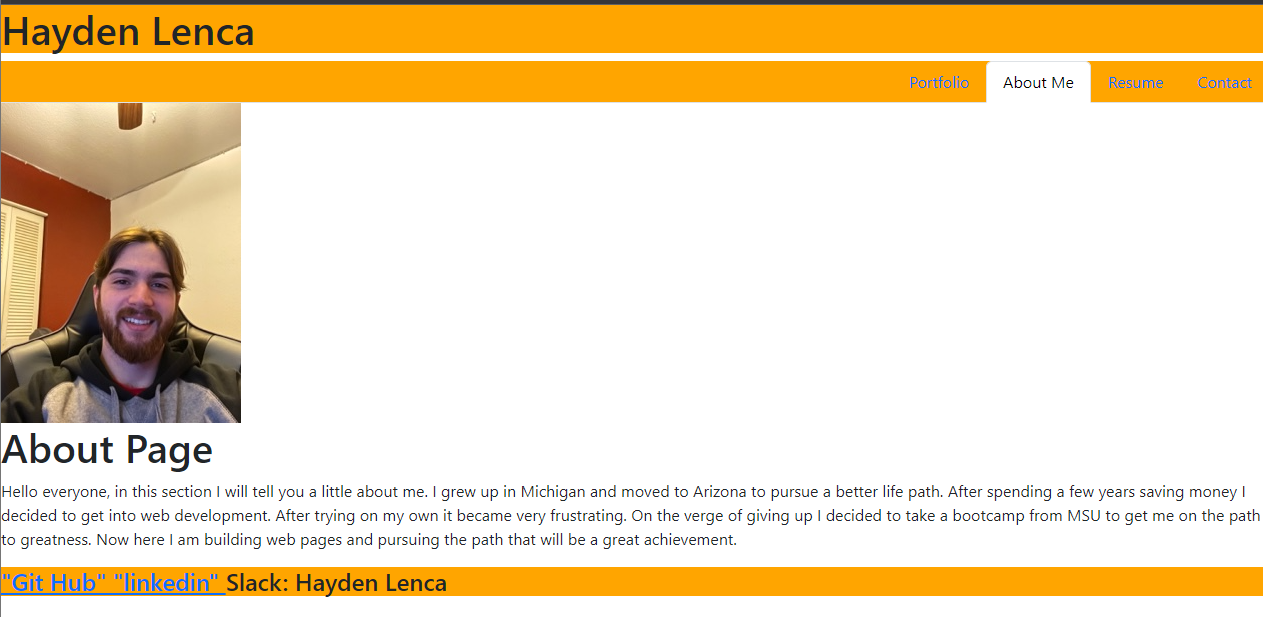 Hayden Lenca
Portfolio About Me Resume Contact
About Page
Hello everyone, in this section I will tell you a little about me. I grew up in Michigan and moved to Arizona to pursue a better life path. After spending a few years saving money I
decided to get into web development. After trying on my own it became very frustrating. On the verge of giving up I decided to take a bootcamp from MSU to get me on the path
to greatness. Now here I am building web pages and pursuing the path that will be a great achievement.
"Git Hub" "linkedin" Slack: Hayden Lenca